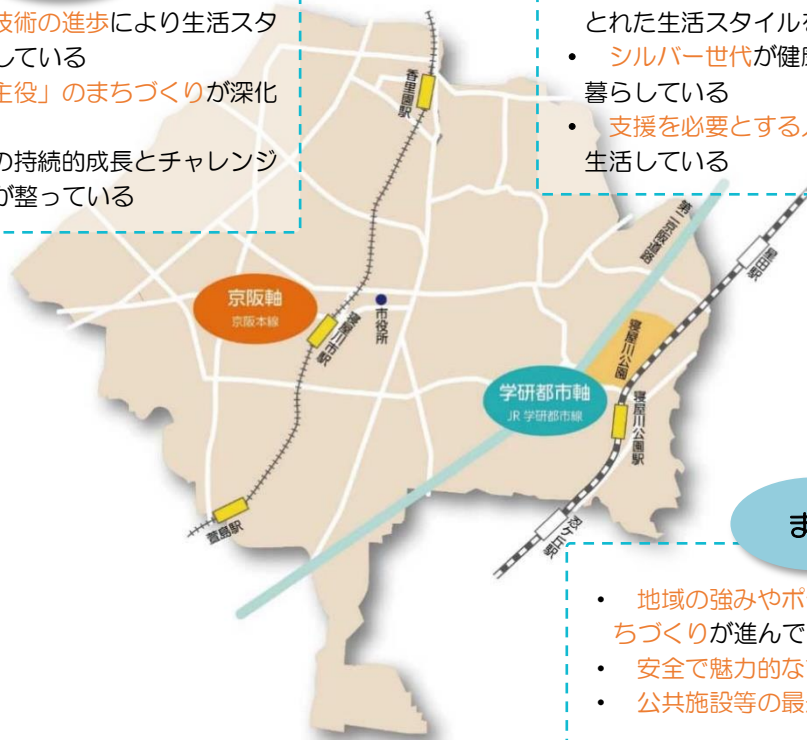 技術の進歩により生活スタ
している
主役」のまちづくりが深化
の持続的成長とチャレンジ
が整っている
とれた生活スタイルを
• シルバー世代が健康
暮らしている
• 支援を必要とする人
生活している
香里園駅
第二京阪道路
星田駅
京阪軸
京阪本線
市役所
寝屋川市駅
寝屋川公園
学研都市軸
JR 学研都市線
寝屋川公園駅
萱島駅
忍ケ丘駅
ま
• 地域の強みやポ
ちづくりが進んで
• 安全で魅力的な
• 公共施設等の最